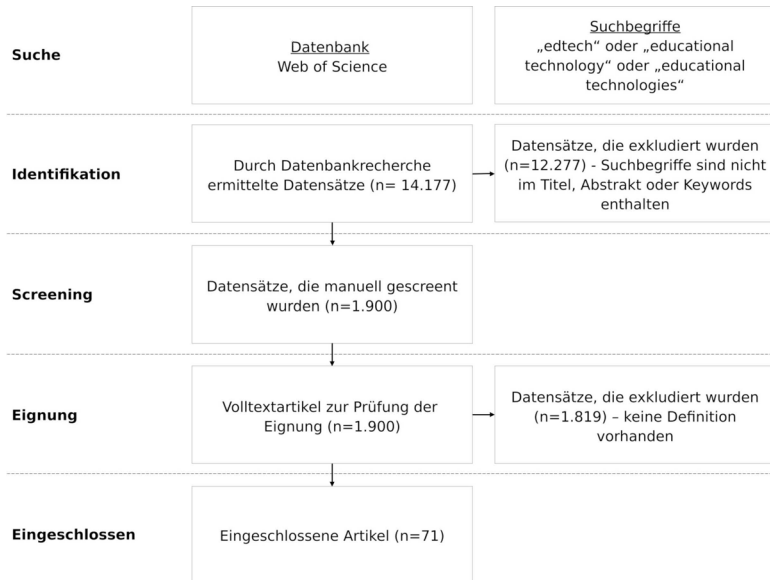 Suche
Datenbank
Web of Science
Suchbegriffe
„edtech“ oder „educational
technology“ oder „educational
technologies“
Identifikation
Durch Datenbankrecherche
ermittelte Datensätze (n= 14.177)
Datensätze, die exkludiert wurden
(n=12.277) - Suchbegriffe sind nicht
im Titel, Abstrakt oder Keywords
enthalten
Screening
Datensätze, die manuell gescreent
wurden (n=1.900)
Eignung
Volltextartikel zur Prüfung der
Eignung (n=1.900)
Datensätze, die exkludiert wurden
(n=1.819) – keine Definition
vorhanden
Eingeschlossen
Eingeschlossene Artikel (n=71)